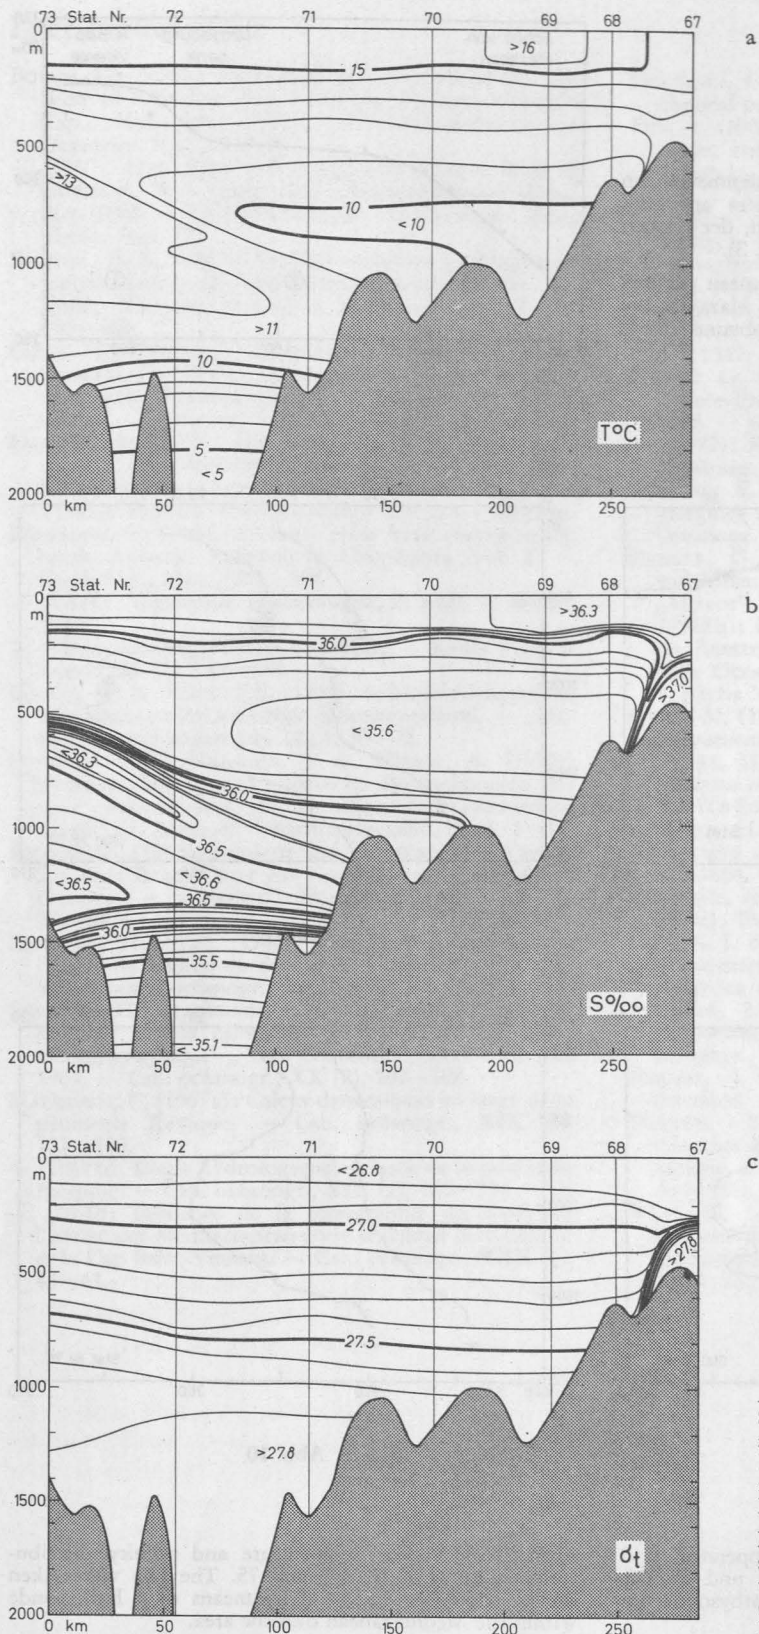 73 Stat. Nr. 72 71 70 69 68 67
a
0
m
>16
15
500
>13
10
<10
1000
>11
10
1500
T°C
5
<5
2000
0 km 50 100 150 200 250
73 Stat. Nr. 72 71 70 69 68 67
b
0
m
>36.3
36.0
>37.0
500
<35.6
<36.3
36.0
1000
36.5
<36.6
<36.5
36.5
36.0
1500
35.5
S‰
<35.1
2000
0 km 50 100 150 200 250
73 Stat. Nr. 72 71 70 69 68 67
c
0
m
<26.8
27.0
>27.8
500
27.5
1000
>27.8
1500
σt
2000
0 km 50 100 150 200 250